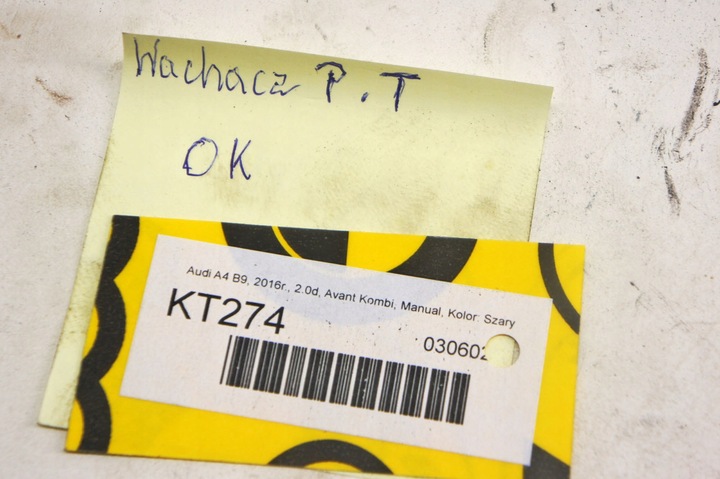 Wachacz P.T
OK
Audi A4 B9, 2016r., 2.0d, Avant Kombi, Manual, Kolor: Szary
KT274
03060